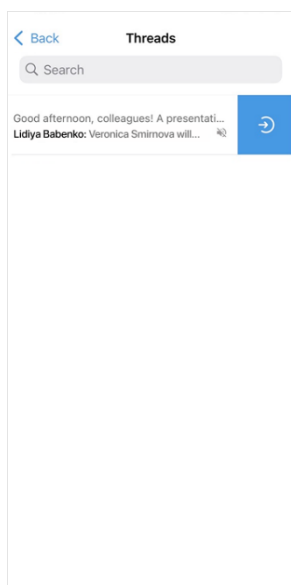 Back
Threads
Search
Good afternoon, colleagues! A presentati...
Lidiya Babenko: Veronica Smirnova will...